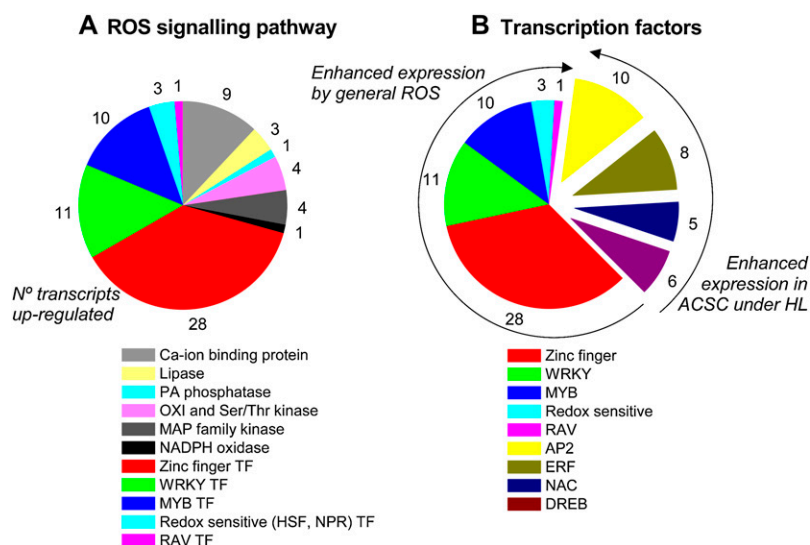 A ROS signalling pathway
3
1
9
3
1
4
4
1
28
11
10
Nº transcripts
up-regulated
Ca-ion binding protein
Lipase
PA phosphatase
OXI and Ser/Thr kinase
MAP family kinase
NADPH oxidase
Zinc finger TF
WRKY TF
MYB TF
Redox sensitive (HSF, NPR) TF
RAV TF
B Transcription factors
Enhanced expression
by general ROS
3
1
10
8
5
6
28
11
10
Enhanced
expression in
ACSC under HL
Zinc finger
WRKY
MYB
Redox sensitive
RAV
AP2
ERF
NAC
DREB